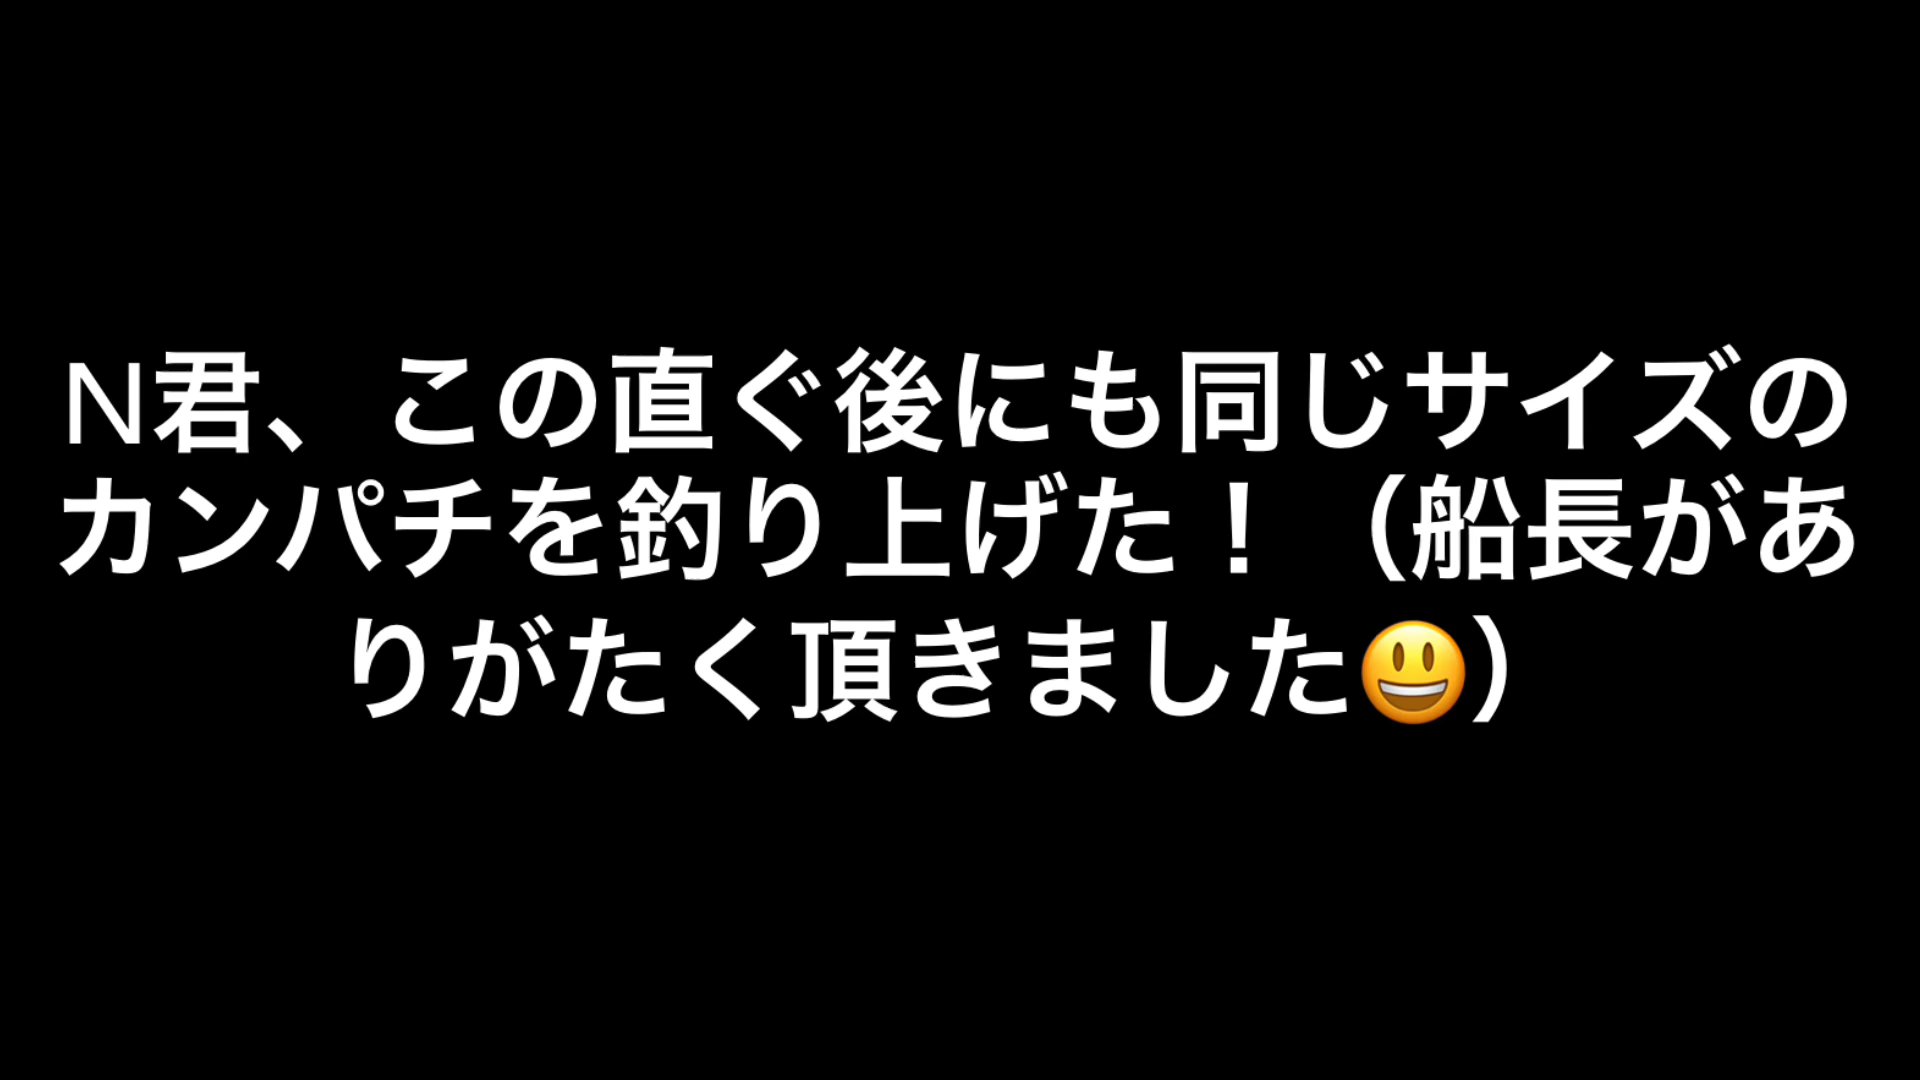 N君、この直ぐ後にも同じサイズの
カンパチを釣り上げた！（船長があ
りがたく頂きました😃）